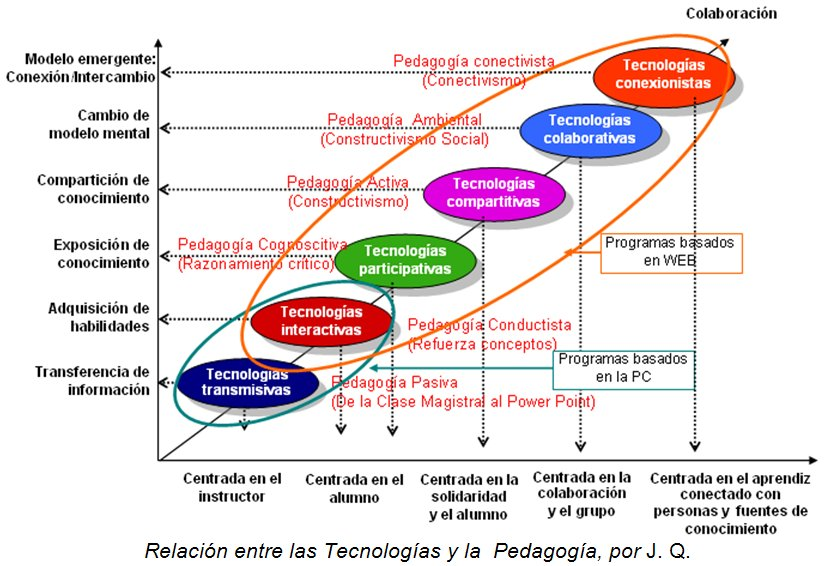 Colaboración
Modelo emergente:
Conexión/Intercambio
Pedagogía conectivista
(Conectivismo)
Tecnologías
conexionistas
Cambio de
modelo mental
Pedagogía  Ambiental
(Constructivismo Social)
Tecnologías
colaborativas
Compartición de
conocimiento
Pedagogía Activa
(Constructivismo)
Tecnologías
compartitivas
Exposición de
conocimiento
Pedagogía Cognoscitiva
(Razonamiento crítico)
Tecnologías
participativas
Programas basados
en WEB
Adquisición de
habilidades
Tecnologías
interactivas
Pedagogía Conductista
(Refuerza conceptos)
Programas basados
en la PC
Transferencia de
información
Tecnologías
transmisivas
Pedagogía Pasiva
(De la Clase Magistral al Power Point)
Centrada en el
instructor
Centrada en el
alumno
Centrada en la
solidaridad
y el alumno
Centrada en la
colaboración
y el grupo
Centrada en el aprendiz
conectado con
personas y fuentes de
conocimiento
Relación entre las Tecnologías y la  Pedagogía, por J. Q.